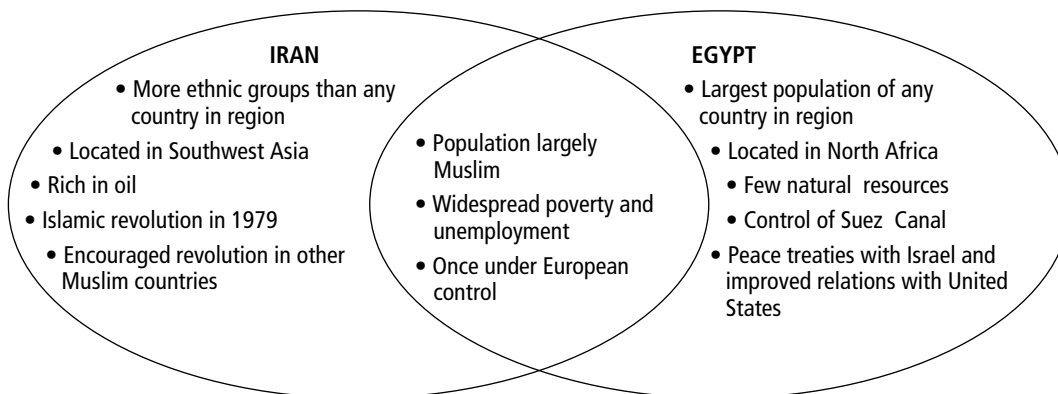 IRAN
• More ethnic groups than any
country in region
• Located in Southwest Asia
• Rich in oil
• Islamic revolution in 1979
• Encouraged revolution in other
Muslim countries
• Population largely
Muslim
• Widespread poverty and
unemployment
• Once under European
control
EGYPT
• Largest population of any
country in region
• Located in North Africa
• Few natural resources
• Control of Suez Canal
• Peace treaties with Israel and
improved relations with United
States